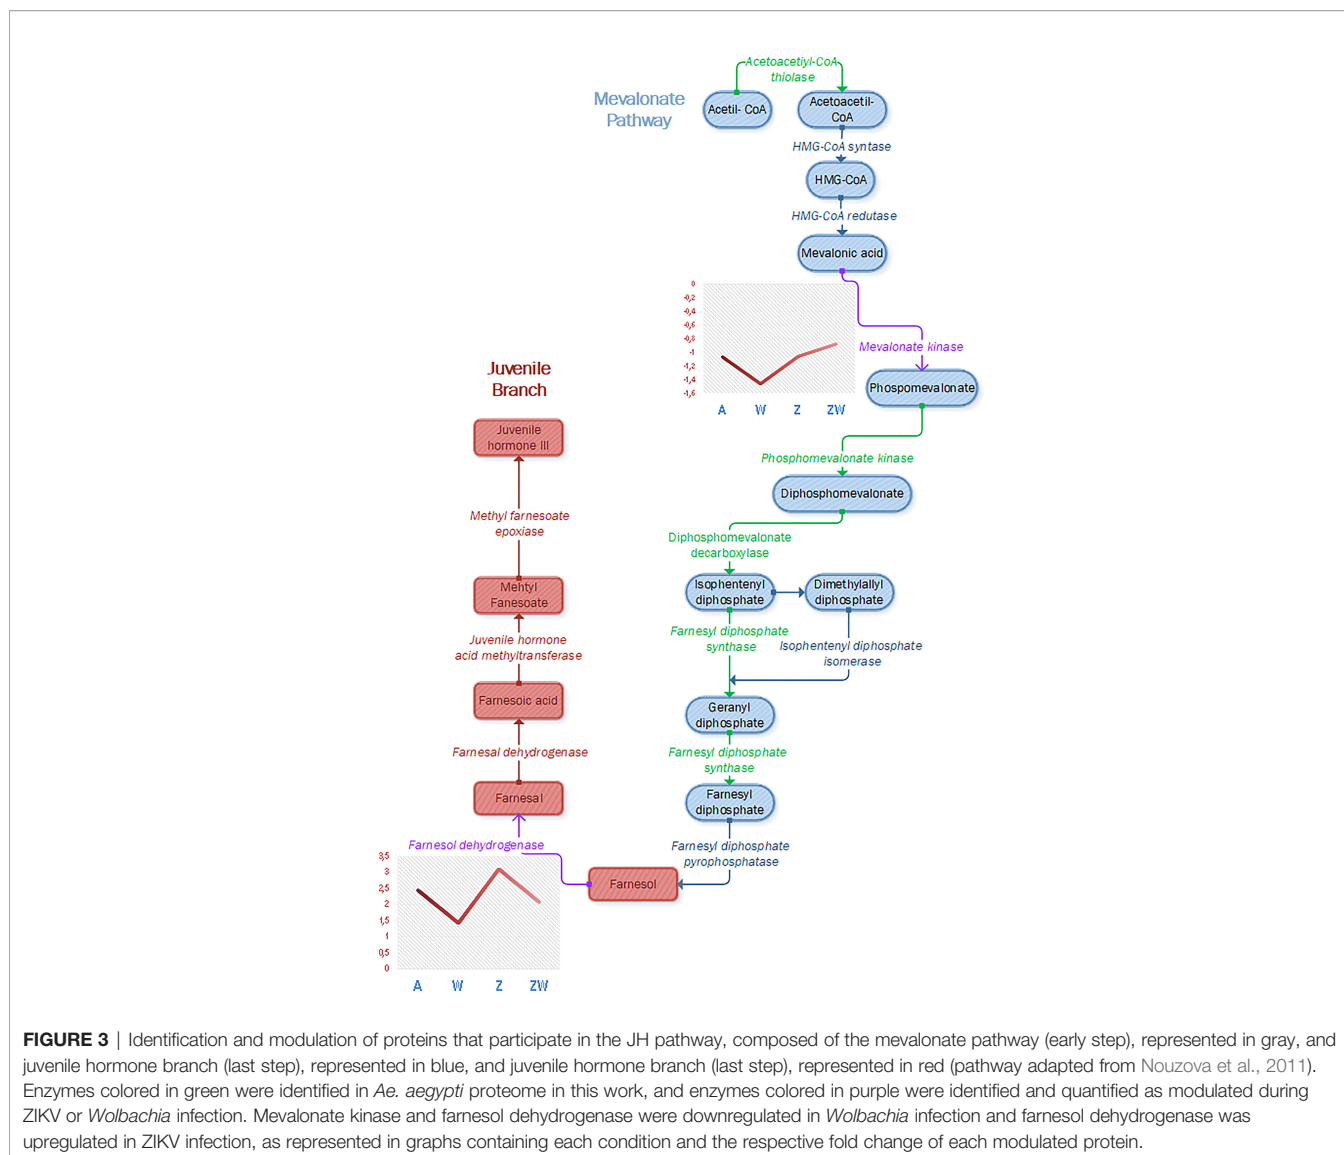 Mevalonate
Pathway
Acetoacetiyl-CoA
thiolase
Acetil- CoA
Acetoacetil-
CoA
HMG-CoA syntase
HMG-CoA
HMG-CoA redutase
Mevalonic acid
0
-0,2
-0,4
-0,6
-0,8
-1
-1,2
-1,4
-1,6
A W Z ZW
Mevalonate kinase
Phospomevalonate
Phosphomevalonate kinase
Diphosphomevalonate
Diphosphomevalonate
decarboxylase
Isophentenyl
diphosphate
Dimethylallyl
diphosphate
Farnesyl diphosphate
synthase
Isophentenyl diphosphate
isomerase
Geranyl
diphosphate
Farnesyl diphosphate
synthase
Farnesyl
diphosphate
Farnesyl diphosphate
pyrophosphatase
Farnesol
Juvenile
Branch
Juvenile
hormone III
Methyl farnesoate
epoxiase
Mehtyl
Fanesoate
Juvenile hormone
acid methyltransferase
Farnesoic acid
Farnesal dehydrogenase
Farnesal
Farnesol dehydrogenase
3,5
3
2,5
2
1,5
1
0,5
0
A W Z ZW
FIGURE 3 | Identification and modulation of proteins that participate in the JH pathway, composed of the mevalonate pathway (early step), represented in gray, and
juvenile hormone branch (last step), represented in blue, and juvenile hormone branch (last step), represented in red (pathway adapted from Nouzova et al., 2011).
Enzymes colored in green were identified in Ae. aegypti proteome in this work, and enzymes colored in purple were identified and quantified as modulated during
ZIKV or Wolbachia infection. Mevalonate kinase and farnesol dehydrogenase were downregulated in Wolbachia infection and farnesol dehydrogenase was
upregulated in ZIKV infection, as represented in graphs containing each condition and the respective fold change of each modulated protein.